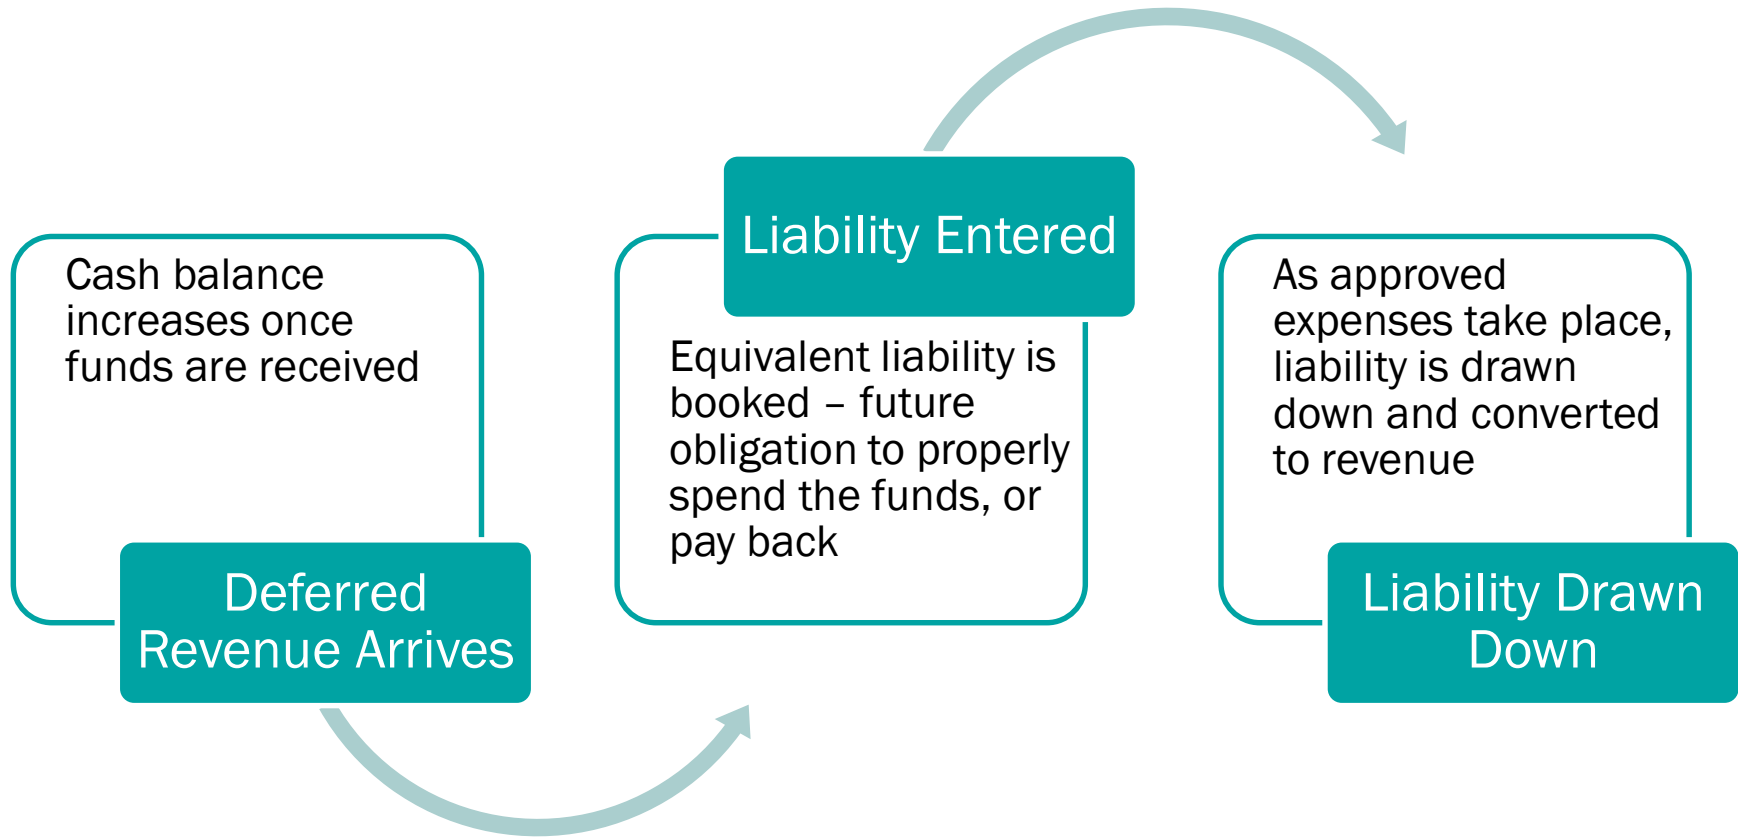 Cash balance
increases once
funds are received
Deferred
Revenue Arrives
Liability Entered
Equivalent liability is
booked – future
obligation to properly
spend the funds, or
pay back
As approved
expenses take place,
liability is drawn
down and converted
to revenue
Liability Drawn
Down